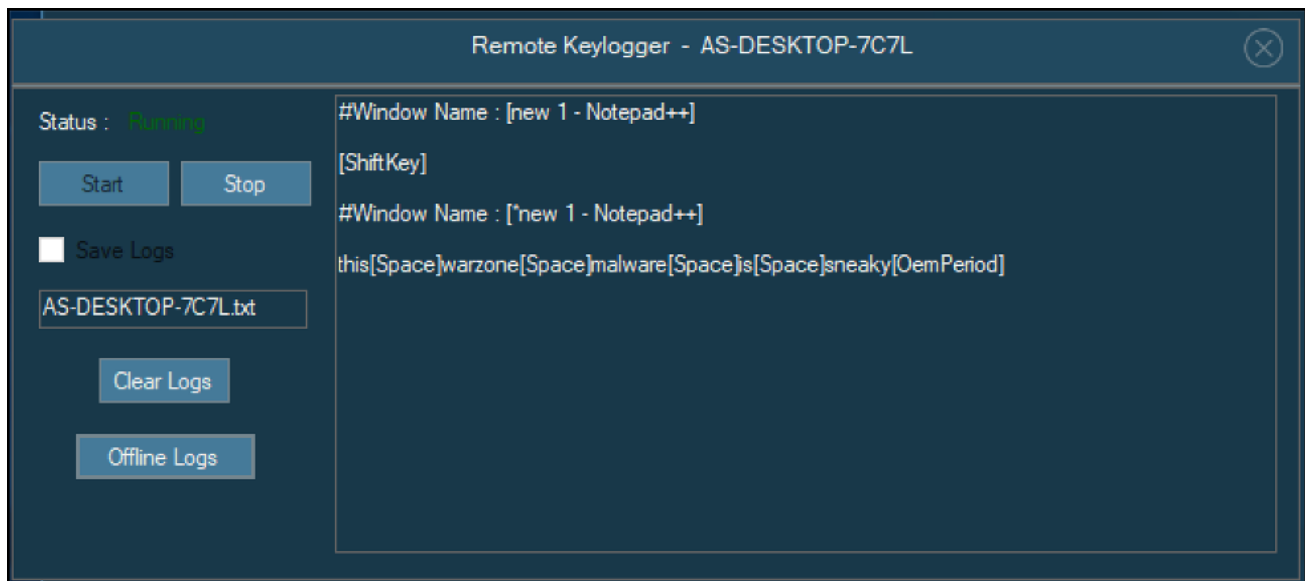 Remote Keylogger - AS-DESKTOP-7C7L
Status : Running
Start
Stop
Save Logs
AS-DESKTOP-7C7L.txt
Clear Logs
Offline Logs
#Window Name : [new 1 - Notepad++]
[ShiftKey]
#Window Name : [*new 1 - Notepad++]
this[Space]warzone[Space]malware[Space]is[Space]sneaky[OemPeriod]